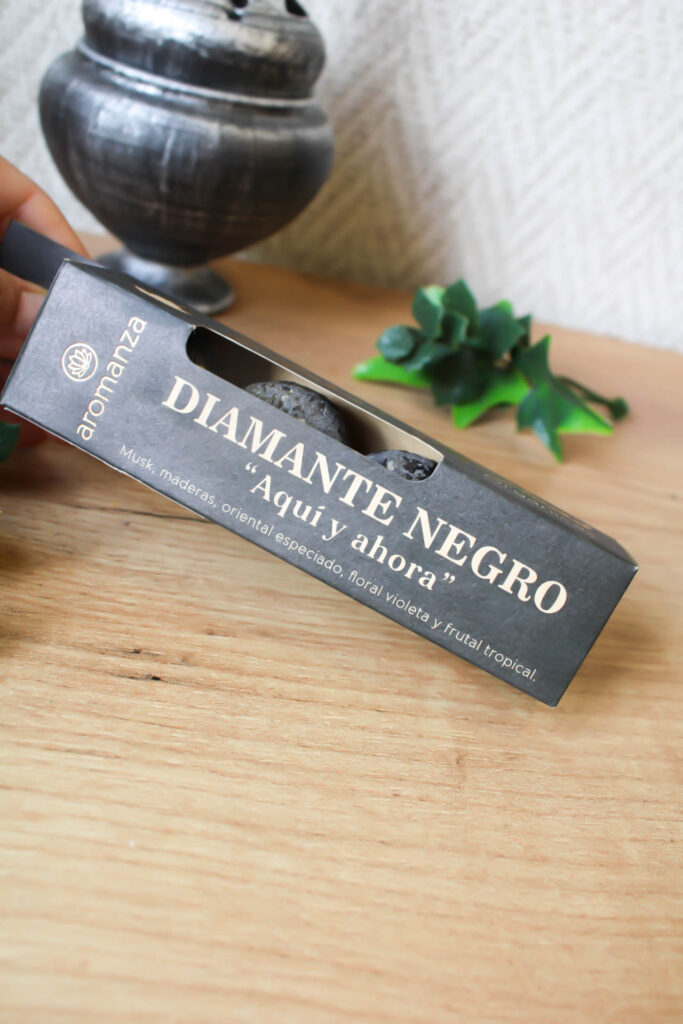 aromanza
DIAMANTE NEGRO
“Aquí y ahora”
Musk, maderas, oriental especiado, floral violeta y frutal tropical.